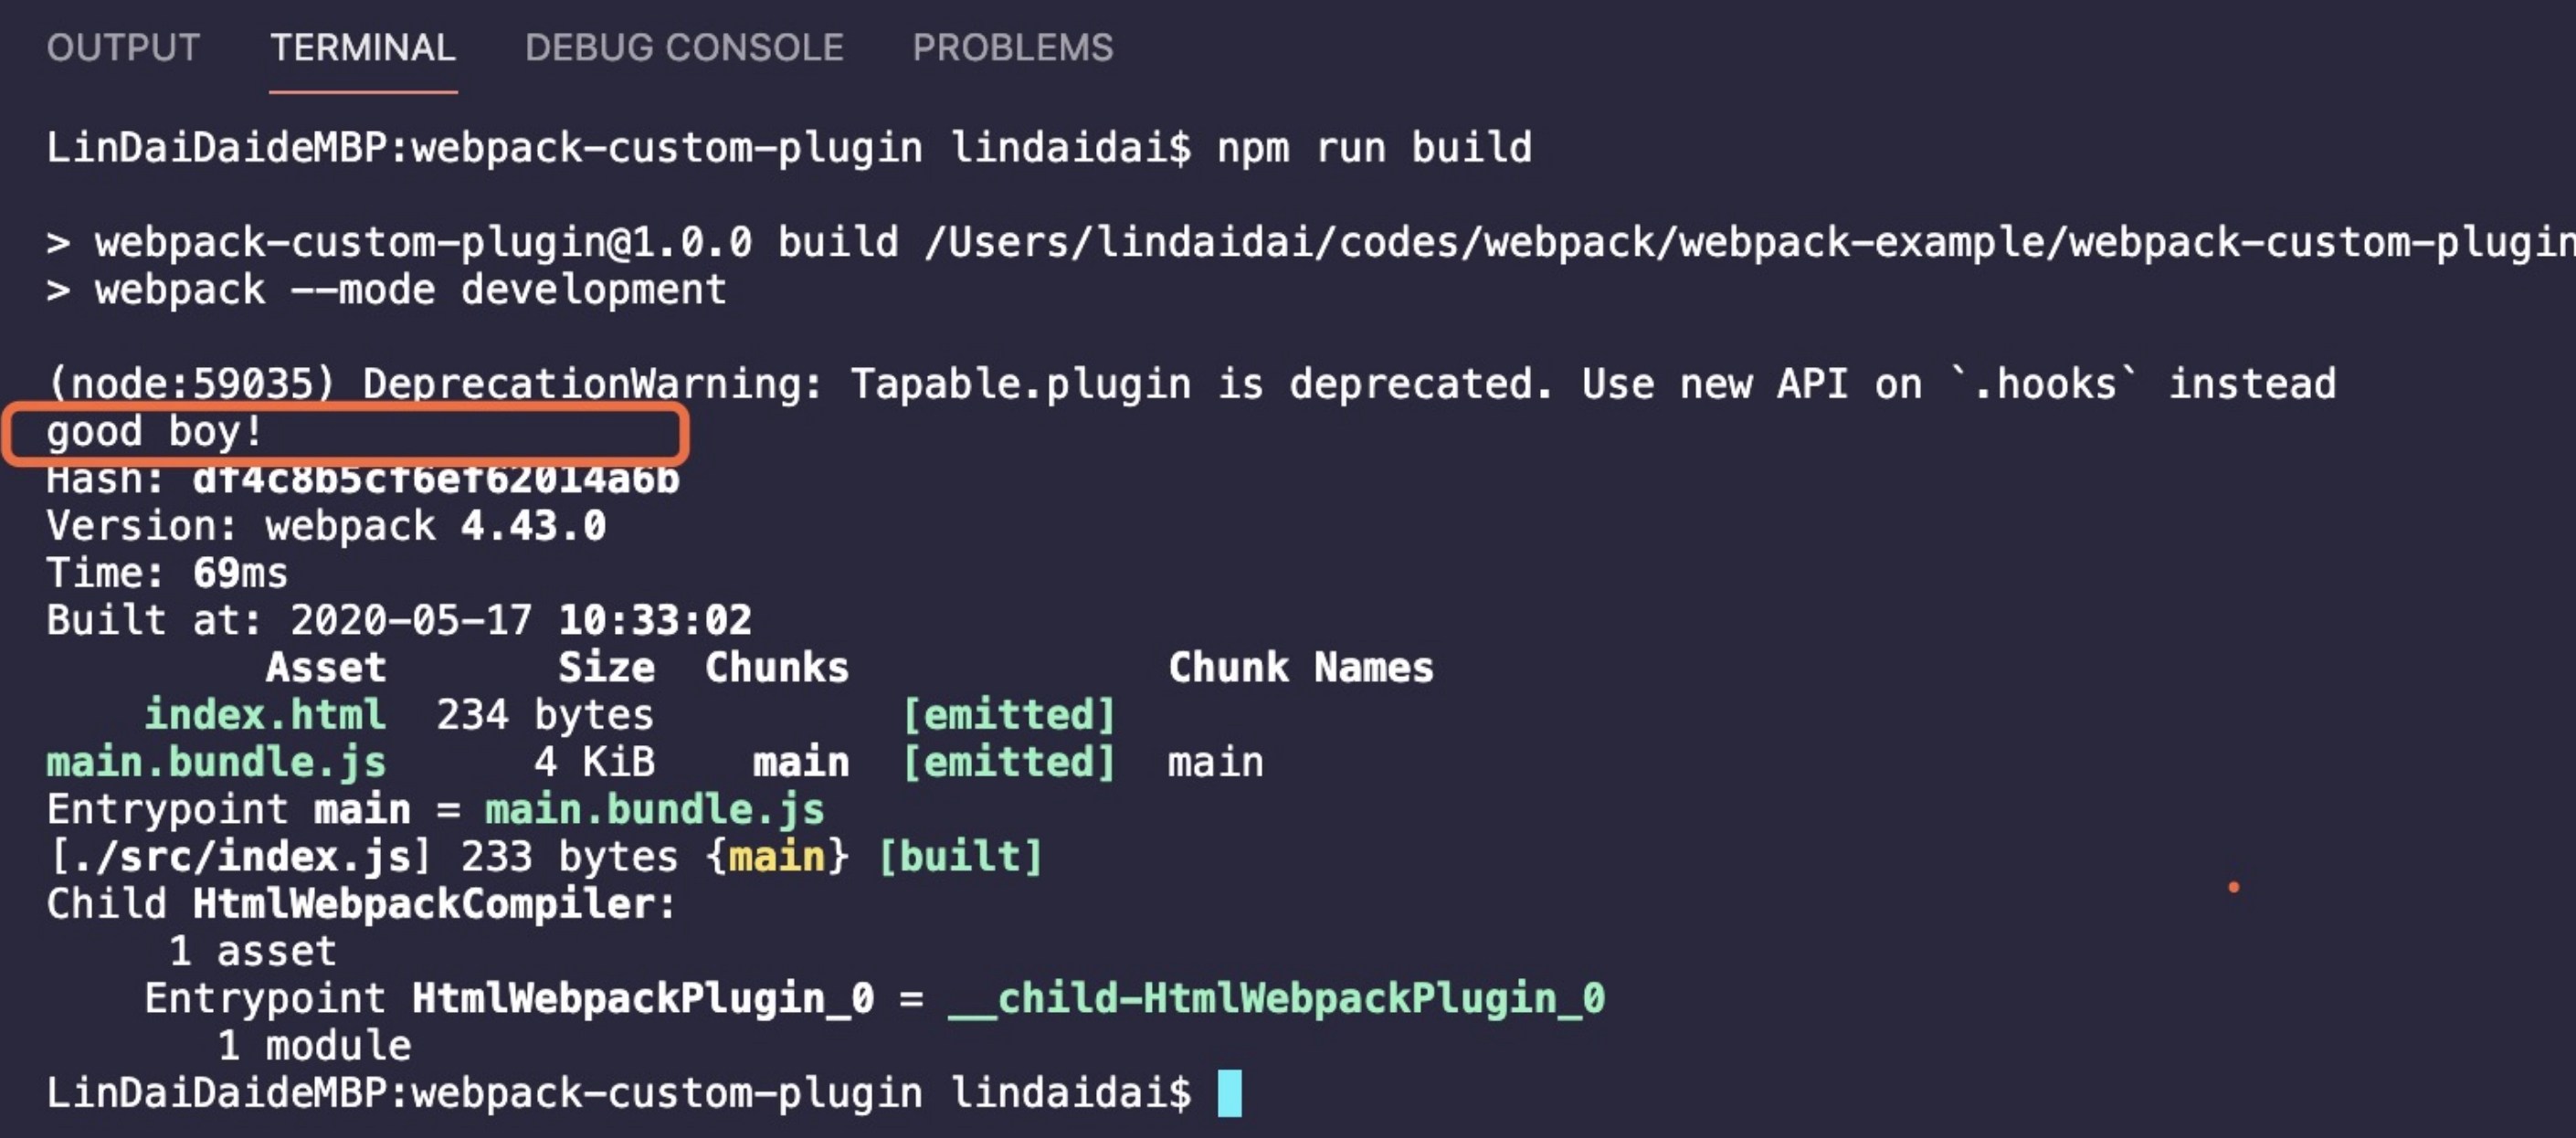 OUTPUT TERMINAL DEBUG CONSOLE PROBLEMS
LinDaiDaideMBP:webpack-custom-plugin lindaidai$ npm run build
> webpack-custom-plugin@1.0.0 build /Users/lindaidai/codes/webpack/webpack-example/webpack-custom-plugin
> webpack --mode development
(node:59035) DeprecationWarning: Tapable.plugin is deprecated. Use new API on `.hooks` instead
good boy!
Hash: df4c8b5cf6ef62014a6b
Version: webpack 4.43.0
Time: 69ms
Built at: 2020-05-17 10:33:02
Asset Size Chunks Chunk Names
index.html 234 bytes [emitted]
main.bundle.js 4 KiB main [emitted] main
Entrypoint main = main.bundle.js
[./src/index.js] 233 bytes {main} [built]
Child HtmlWebpackCompiler:
1 asset
Entrypoint HtmlWebpackPlugin_0 = __child-HtmlWebpackPlugin_0
1 module
LinDaiDaideMBP:webpack-custom-plugin lindaidai$